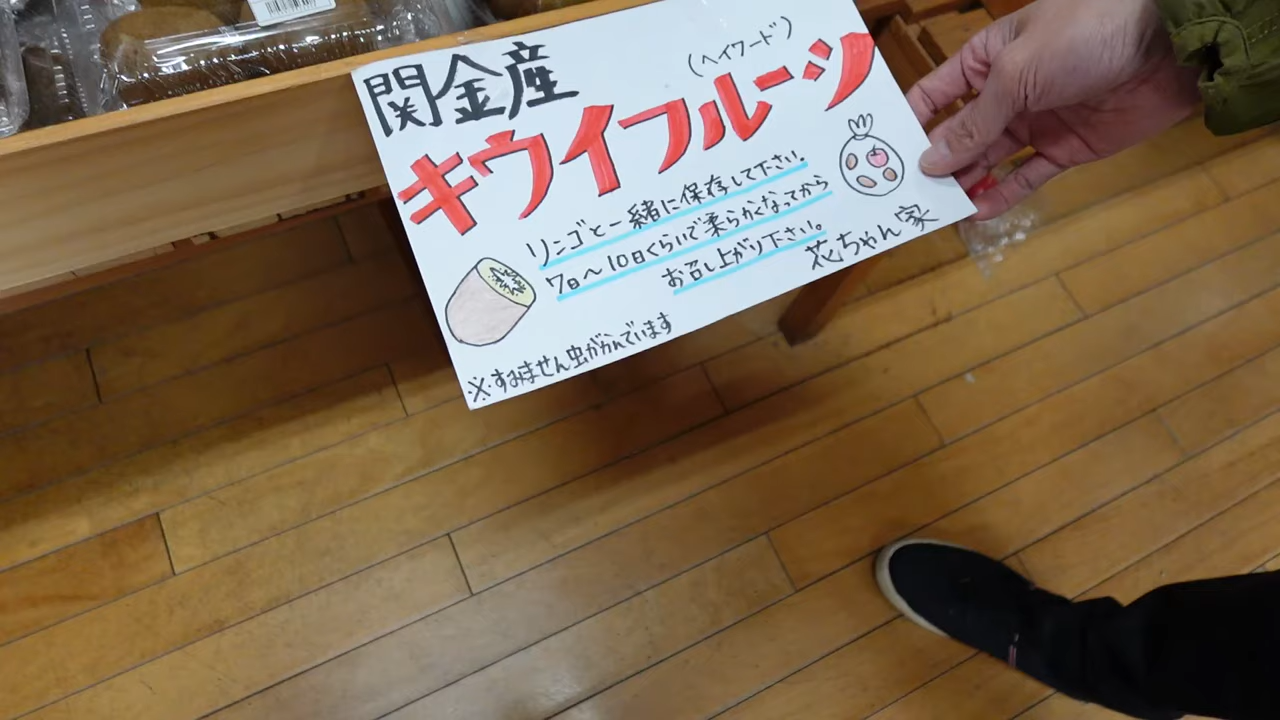 関金産
(ヘイワード)
キウイフルーツ
リンゴと一緒に保存して下さい。
7日〜10日くらいで柔らかくなってから
お召し上がり下さい。
花ちゃん家
※すみません虫がかんでいます